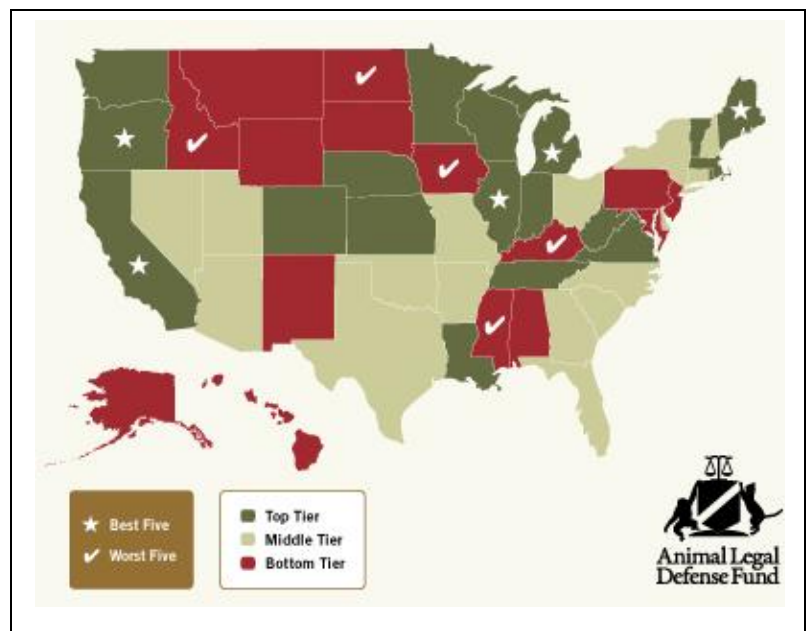 Best Five
Worst Five
Top Tier
Middle Tier
Bottom Tier
Animal Legal
Defense Fund